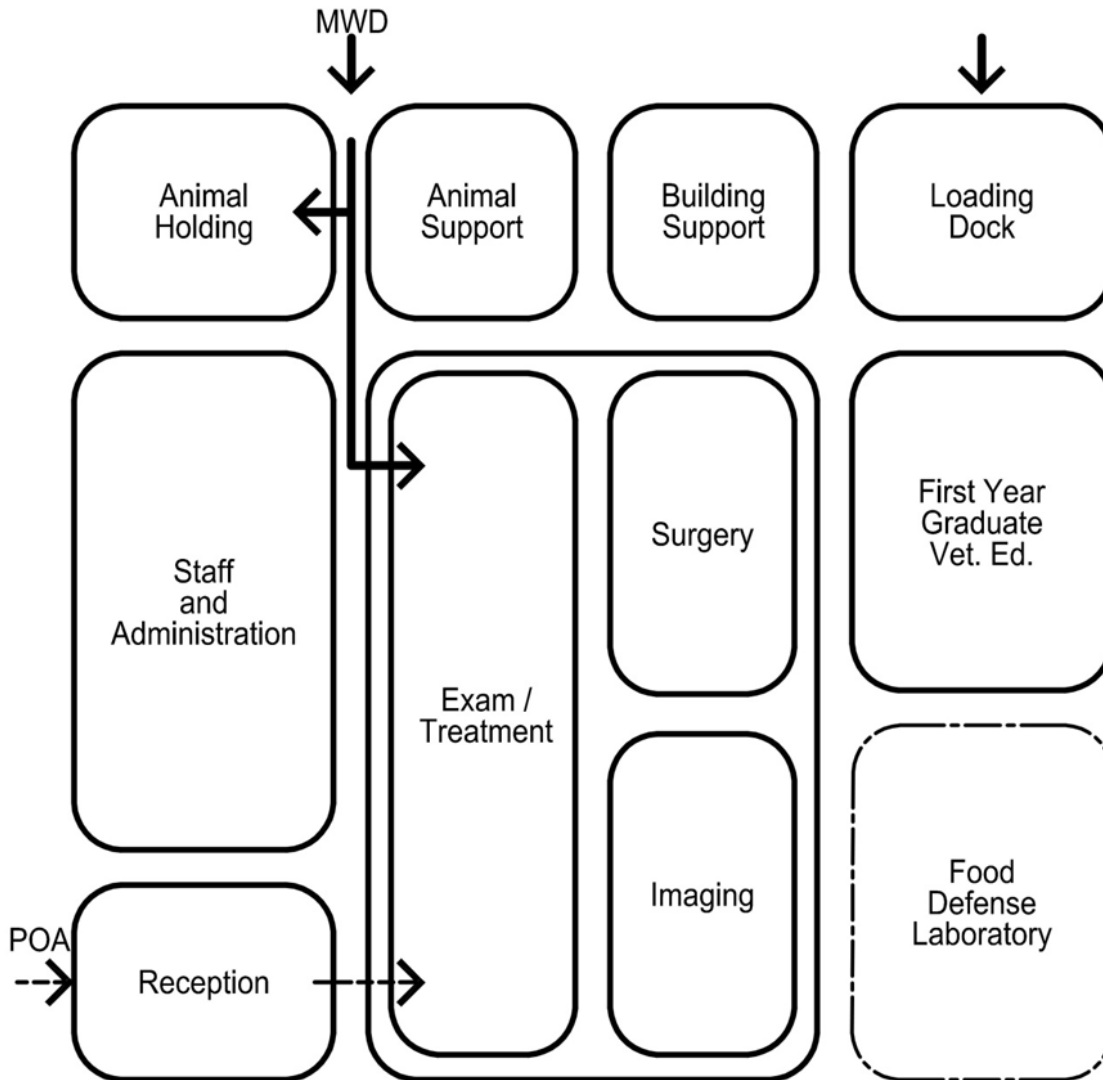 MWD
Animal
Holding
Animal
Support
Building
Support
Loading
Dock
Staff
and
Administration
Exam /
Treatment
Surgery
First Year
Graduate
Vet. Ed.
Imaging
Food
Defense
Laboratory
POA
Reception